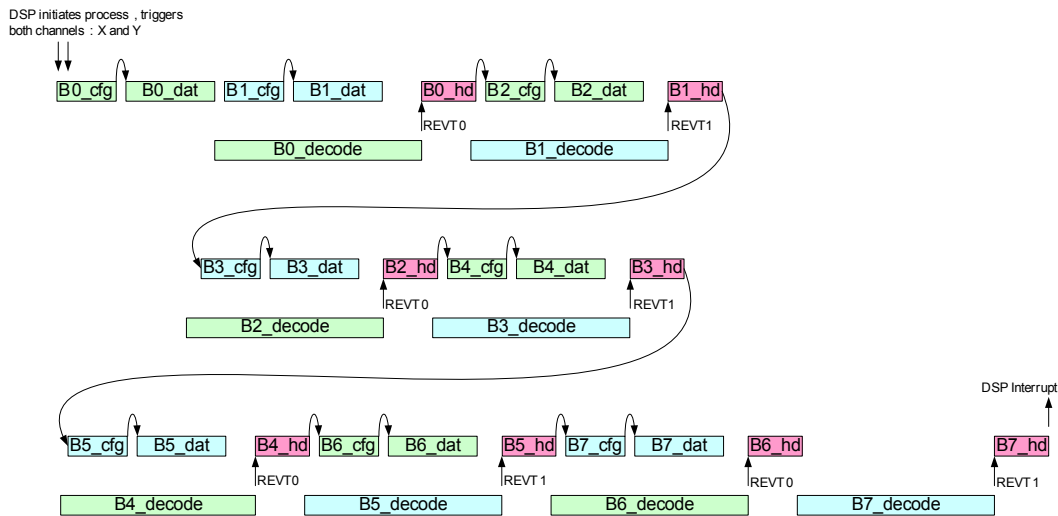 DSP initiates process , triggers
both channels : X and Y
B0_cfg B0_dat B1_cfg B1_dat B0_hd B2_cfg B2_dat B1_hd
REVT0 REVT1
B0_decode B1_decode
B3_cfg B3_dat B2_hd B4_cfg B4_dat B3_hd
REVT0 REVT1
B2_decode B3_decode
DSP Interrupt
B5_cfg B5_dat B4_hd B6_cfg B6_dat B5_hd B7_cfg B7_dat B6_hd B7_hd
REVT0 REVT1 REVT0 REVT1
B4_decode B5_decode B6_decode B7_decode